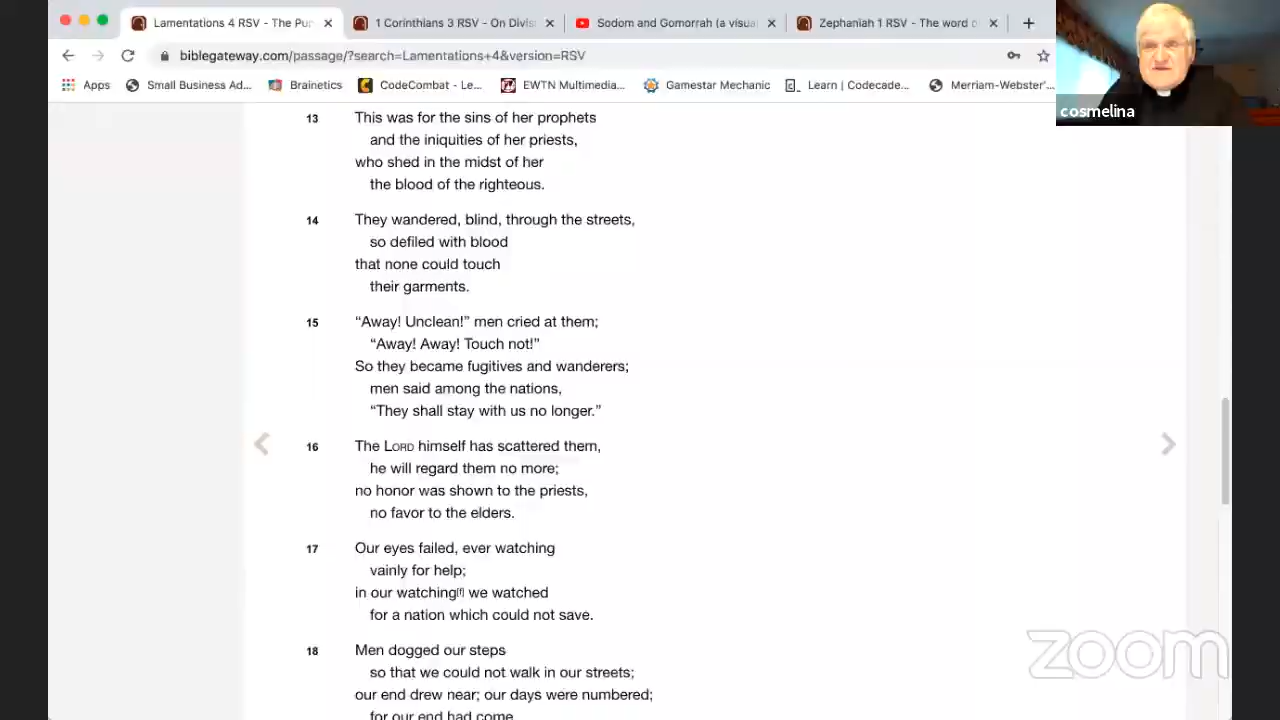 Lamentations 4 RSV - The Pun
1 Corinthians 3 RSV - On Divisi
Sodom and Gomorrah (a visua
Zephaniah 1 RSV - The word o
biblegateway.com/passage/?search=Lamentations+4&version=RSV
Apps
Small Business Ad...
Brainetics
CodeCombat - Le...
EWTN Multimedia...
Gamestar Mechanic
Learn | Codecade...
Merriam-Webster'...
cosmelina
13 This was for the sins of her prophets
and the iniquities of her priests,
who shed in the midst of her
the blood of the righteous.
14 They wandered, blind, through the streets,
so defiled with blood
that none could touch
their garments.
15 “Away! Unclean!” men cried at them;
“Away! Away! Touch not!”
So they became fugitives and wanderers;
men said among the nations,
“They shall stay with us no longer.”
16 The LORD himself has scattered them,
he will regard them no more;
no honor was shown to the priests,
no favor to the elders.
17 Our eyes failed, ever watching
vainly for help;
in our watching[f] we watched
for a nation which could not save.
18 Men dogged our steps
so that we could not walk in our streets;
our end drew near; our days were numbered;
for our end had come
zoom